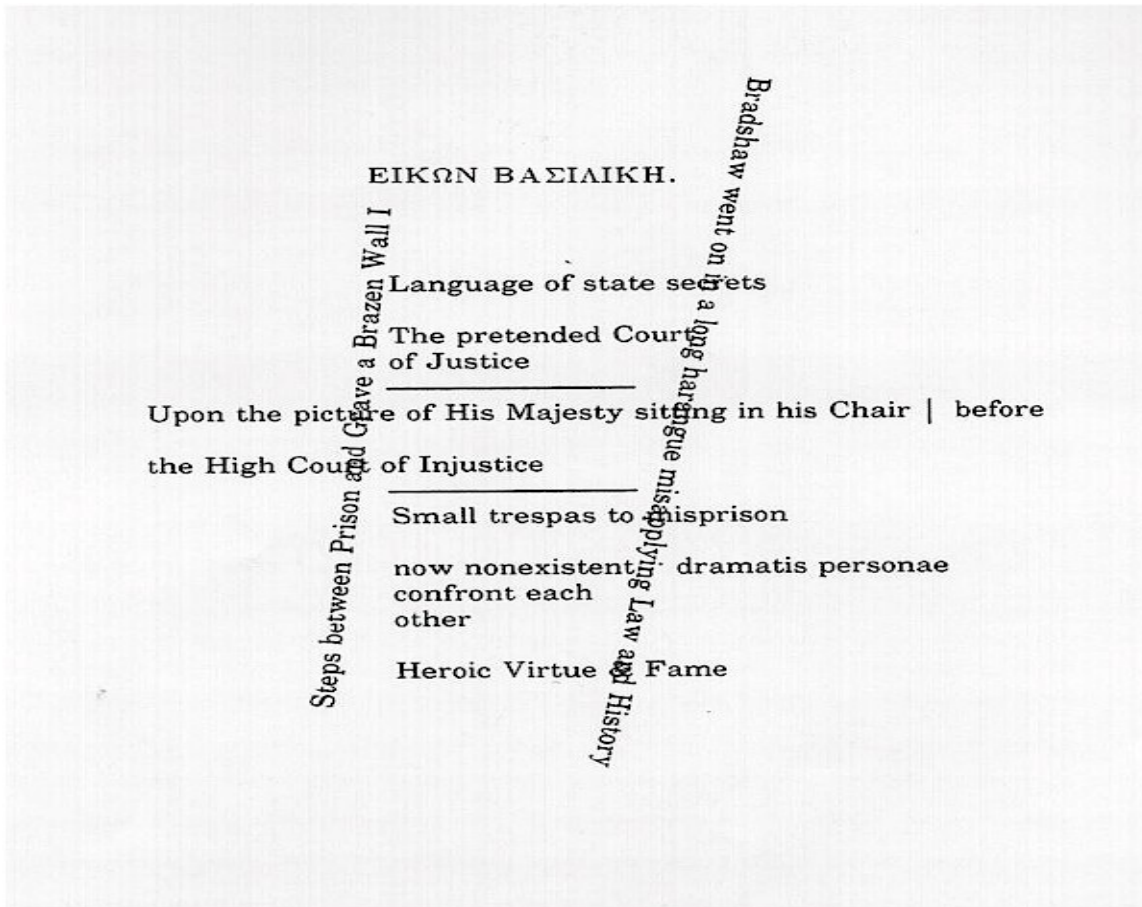 ΕΙΚΩΝ ΒΑΣΙΛΙΚΗ.
Language of state secrets
The pretended Court
of Justice
Upon the picture of His Majesty sitting in his Chair | before
the High Court of Injustice
Small trespas to misprison
now nonexistent dramatis personae
confront each
other
Heroic Virtue & Fame
Steps between Prison and Grave a Brazen Wall I
Bradshaw went on in a long harangue misapplying Law and History